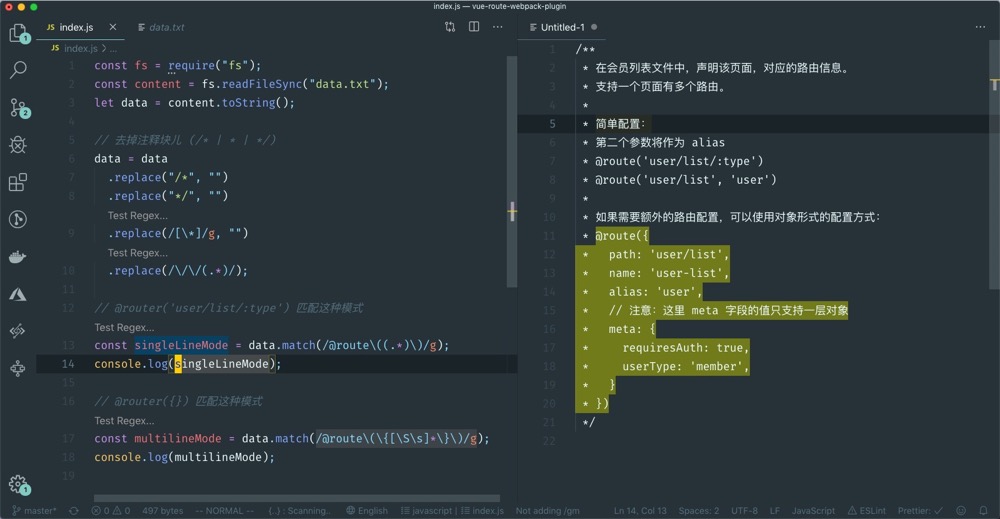 index.js — vue-route-webpack-plugin
JS index.js
data.txt
Untitled-1
JS index.js > ...
1 const fs = require("fs");
2 const content = fs.readFileSync("data.txt");
3 let data = content.toString();
4
5 // 去掉注释块儿 (/* | * | */)
6 data = data
7 .replace("/*", "")
8 .replace("*/", "")
Test Regex...
9 .replace(/[\*]/g, "")
Test Regex...
10 .replace(/\/\/(.*)/);
11
12 // @router('user/list/:type') 匹配这种模式
Test Regex...
13 const singleLineMode = data.match(/@route\((.*)\)/g);
14 console.log(singleLineMode);
15
16 // @router({}) 匹配这种模式
Test Regex...
17 const multilineMode = data.match(/@route\(\{[\S\s]*\}\)/g);
18 console.log(multilineMode);
19
1 /**
2 * 在会员列表文件中，声明该页面，对应的路由信息。
3 * 支持一个页面有多个路由。
4 *
5 * 简单配置：
6 * 第二个参数将作为 alias
7 * @route('user/list/:type')
8 * @route('user/list', 'user')
9 *
10 * 如果需要额外的路由配置，可以使用对象形式的配置方式：
11 * @route({
12 * path: 'user/list',
13 * name: 'user-list',
14 * alias: 'user',
15 * // 注意：这里 meta 字段的值只支持一层对象
16 * meta: {
17 * requiresAuth: true,
18 * userType: 'member',
19 * }
20 * })
21 */
22
1
2
1
master* 0 0 497 bytes -- NORMAL -- {..} : Scanning.. English javascript | index.js Not adding /gm Ln 14, Col 13 Spaces: 2 UTF-8 LF JavaScript ESLint Prettier: ✓